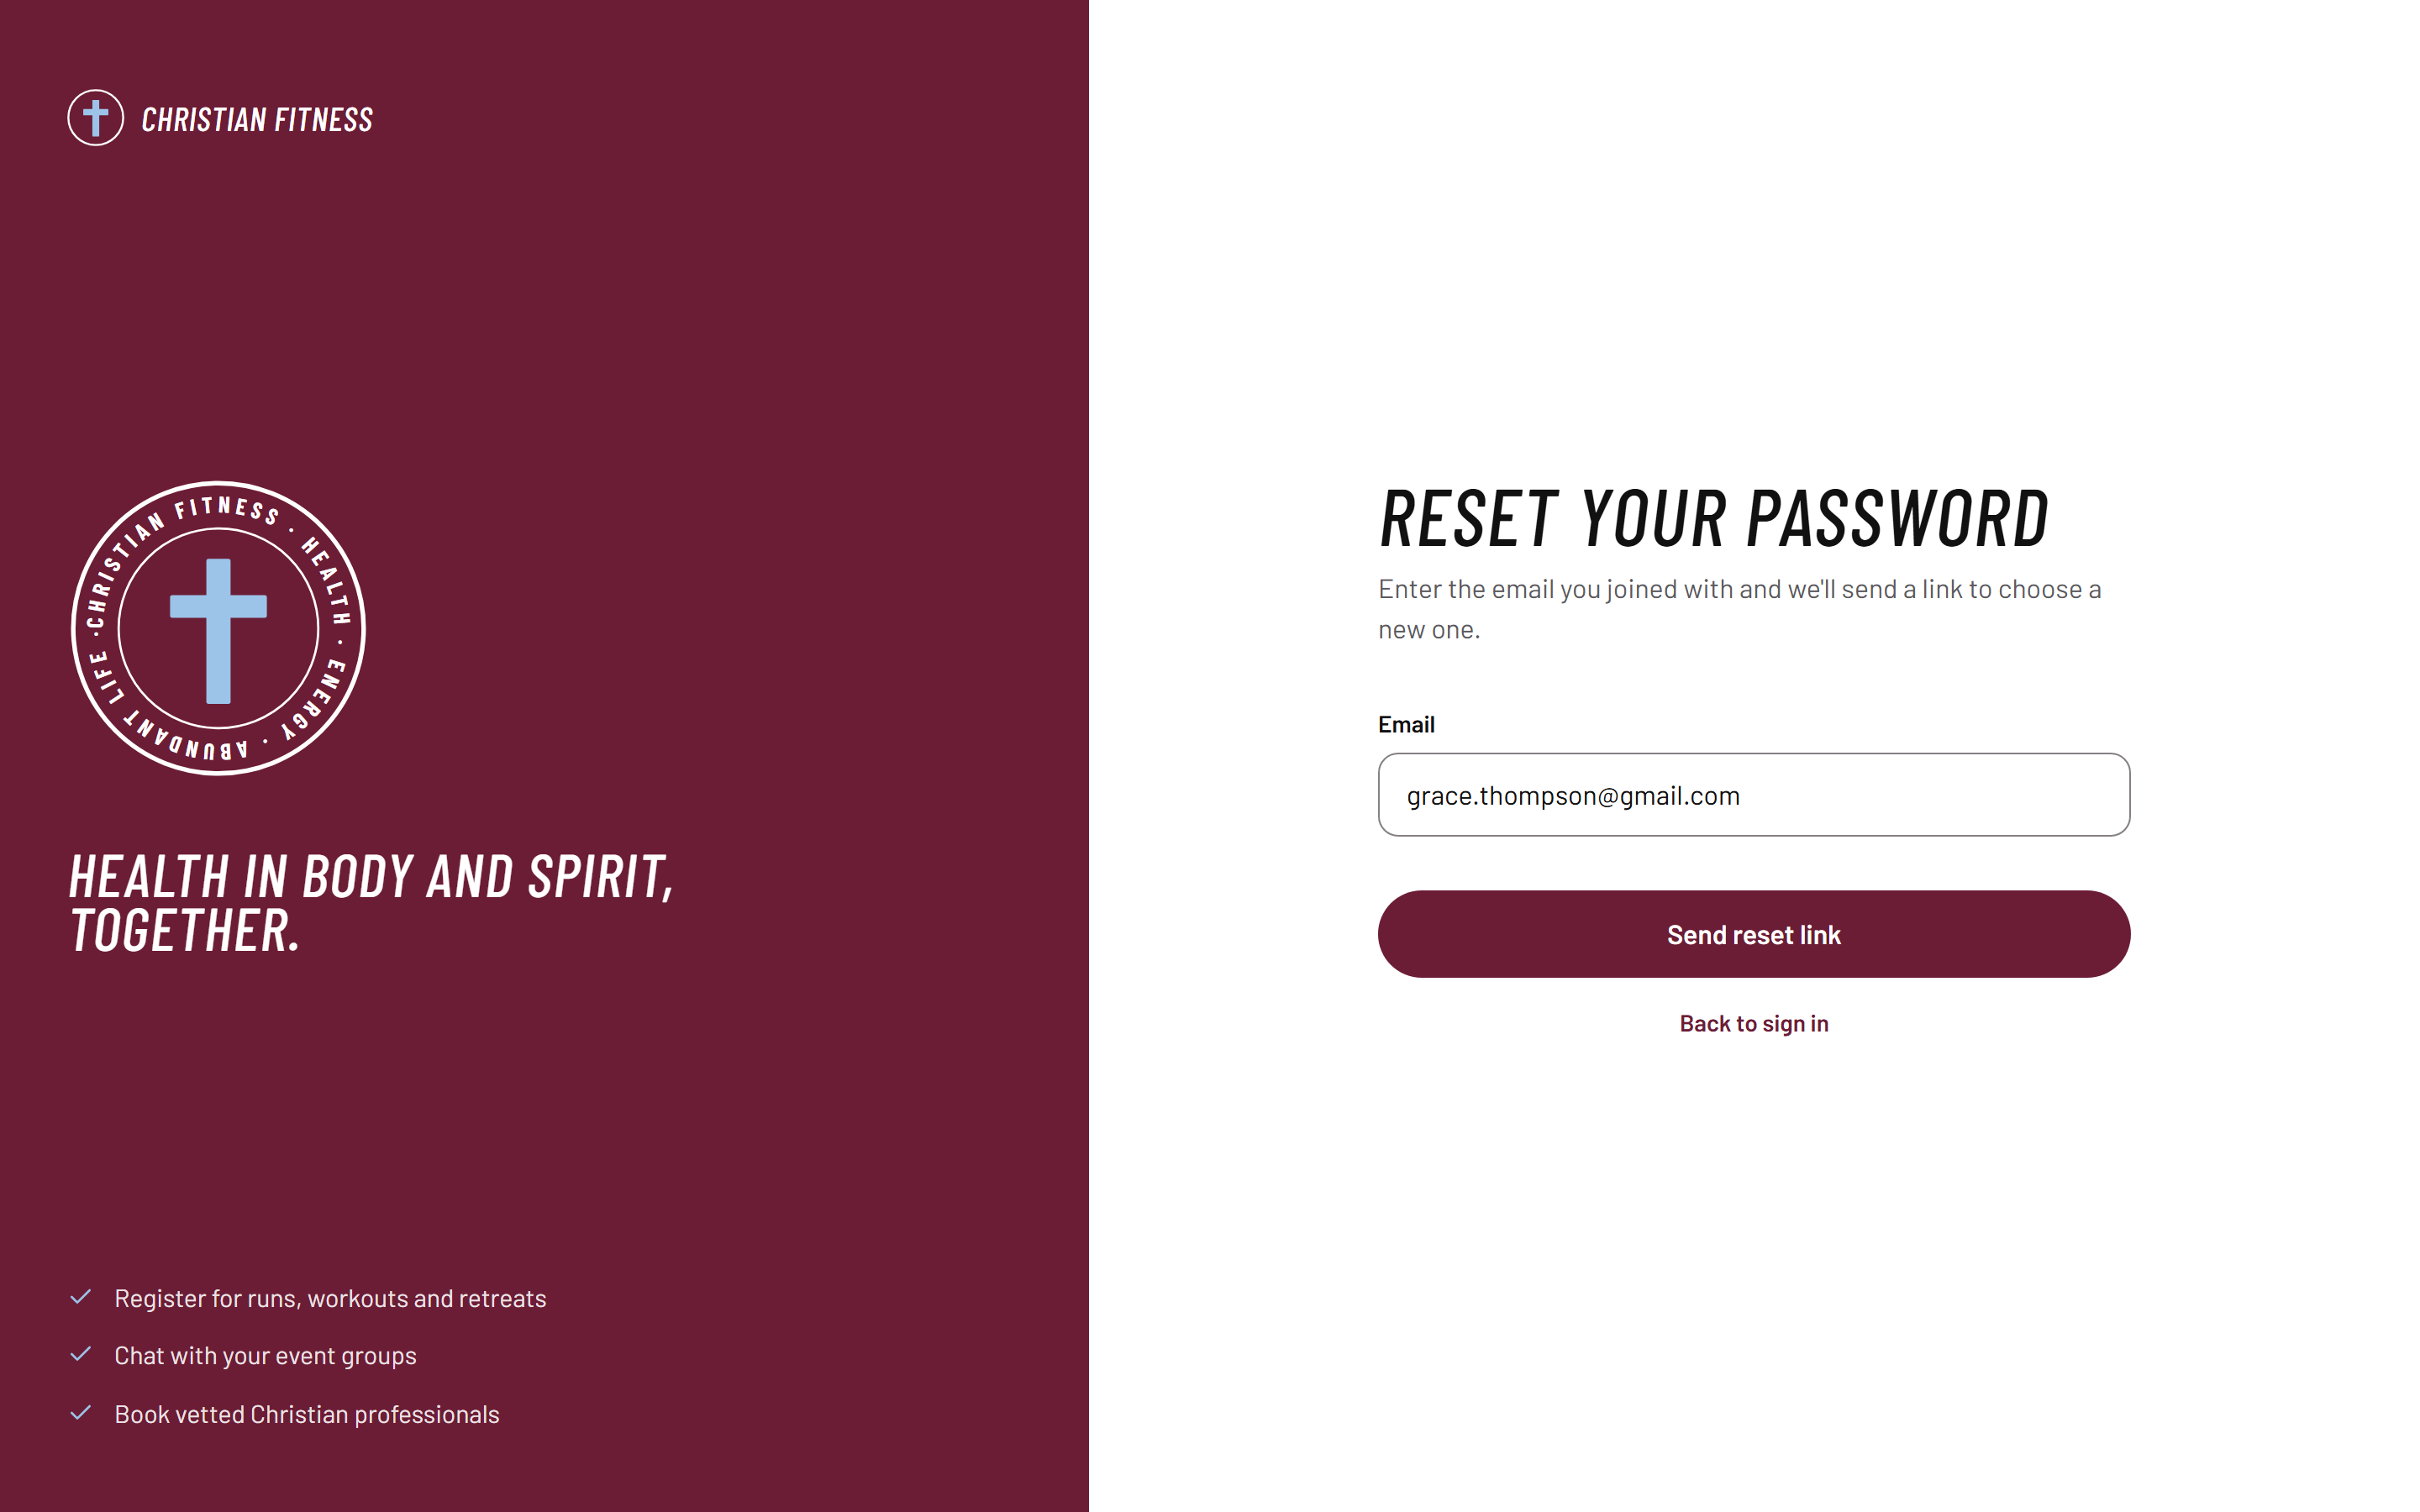 CHRISTIAN FITNESS
CHRISTIAN FITNESS · HEALTH · ENERGY · ABUNDANT LIFE ·
HEALTH IN BODY AND SPIRIT,
TOGETHER.
Register for runs, workouts and retreats
Chat with your event groups
Book vetted Christian professionals
RESET YOUR PASSWORD
Enter the email you joined with and we'll send a link to choose a
new one.
Email
grace.thompson@gmail.com
Send reset link
Back to sign in